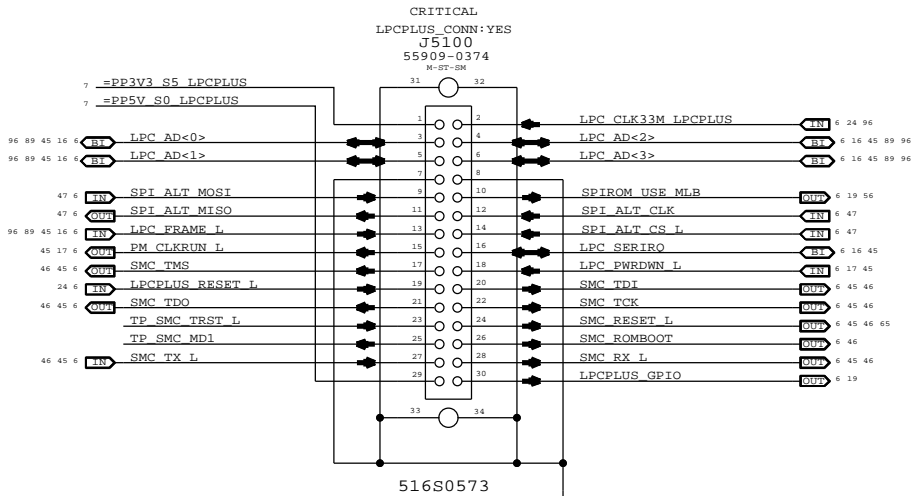 CRITICAL
LPCPLUS_CONN:YES
J5100
55909-0374
M-ST-SM
31 32
7 =PP3V3_S5_LPCPLUS
7 =PP5V_S0_LPCPLUS
1 2 LPC_CLK33M_LPCPLUS IN 6 24 96
96 89 45 16 6 BI LPC_AD<0> 3 4 LPC_AD<2> BI 6 16 45 89 96
96 89 45 16 6 BI LPC_AD<1> 5 6 LPC_AD<3> BI 6 16 45 89 96
7 8
47 6 IN SPI_ALT_MOSI 9 10 SPIROM_USE_MLB OUT 6 19 56
47 6 OUT SPI_ALT_MISO 11 12 SPI_ALT_CLK IN 6 47
96 89 45 16 6 IN LPC_FRAME_L 13 14 SPI_ALT_CS_L IN 6 47
45 17 6 OUT PM_CLKRUN_L 15 16 LPC_SERIRQ BI 6 16 45
46 45 6 OUT SMC_TMS 17 18 LPC_PWRDWN_L IN 6 17 45
24 6 IN LPCPLUS_RESET_L 19 20 SMC_TDI OUT 6 45 46
46 45 6 OUT SMC_TDO 21 22 SMC_TCK OUT 6 45 46
TP_SMC_TRST_L 23 24 SMC_RESET_L OUT 6 45 46 65
TP_SMC_MD1 25 26 SMC_ROMBOOT OUT 6 46
46 45 6 IN SMC_TX_L 27 28 SMC_RX_L OUT 6 45 46
29 30 LPCPLUS_GPIO OUT 6 19
33 34
516S0573